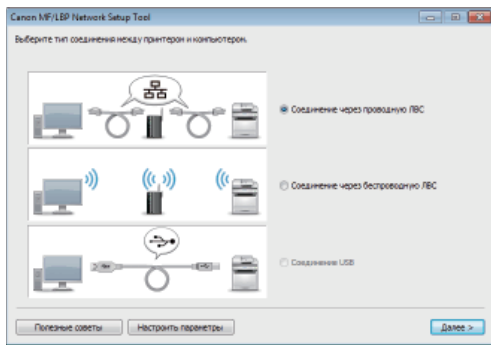 Canon MF/LBP Network Setup Tool
Выберите тип соединения между принтером и компьютером.
Соединение через проводную ЛВС
Соединение через беспроводную ЛВС
Соединение USB
Полезные советы
Настроить параметры
Далее >